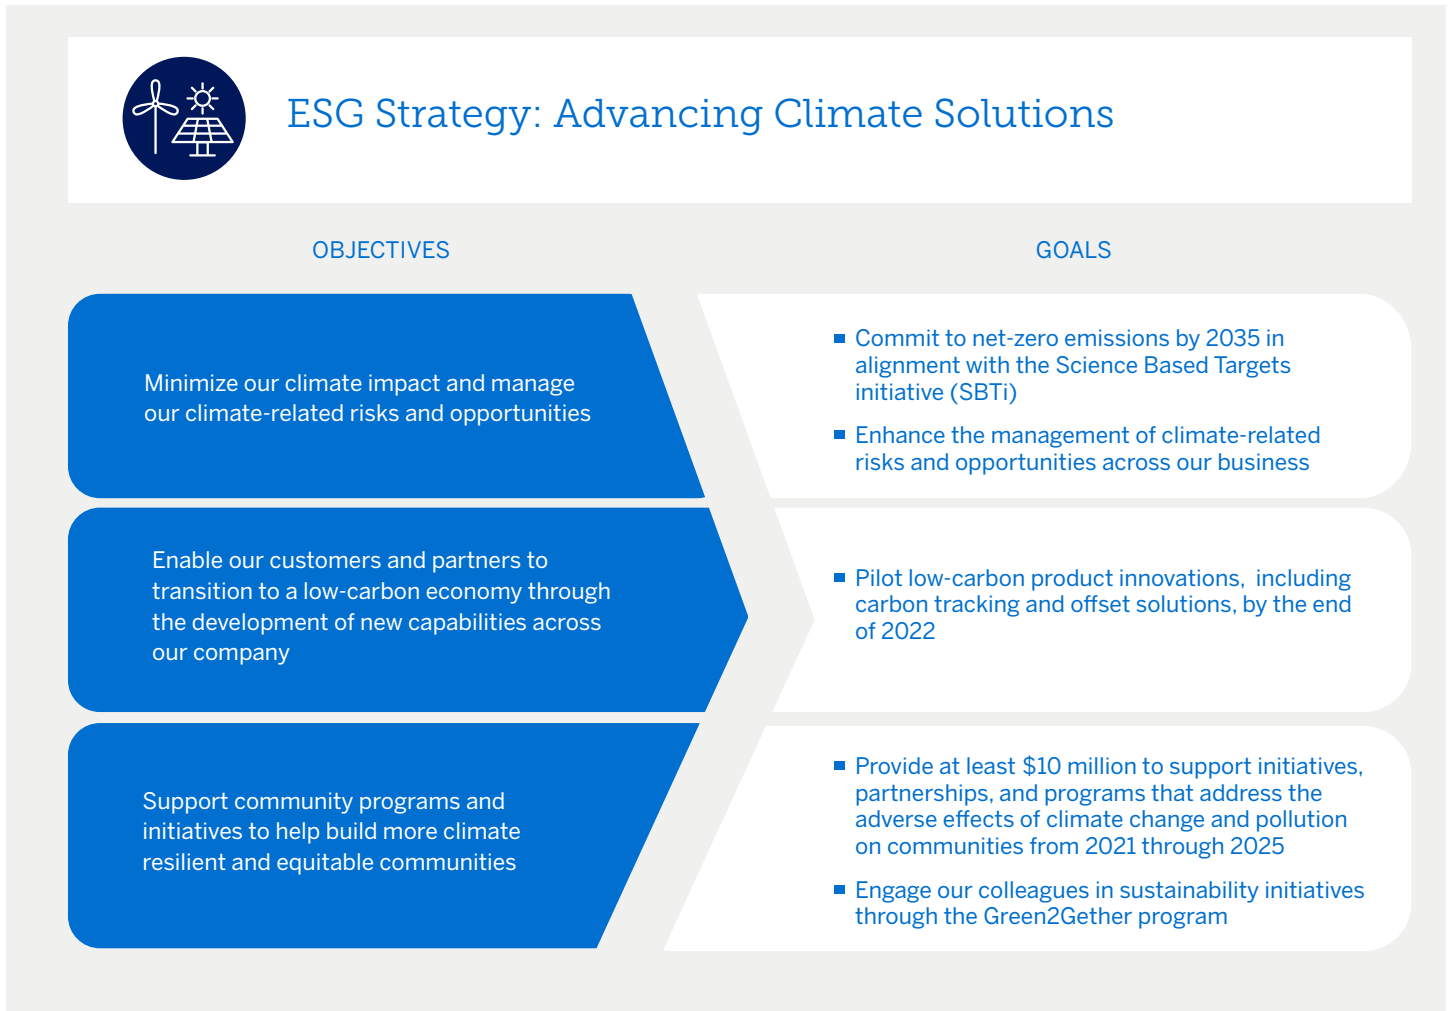 ESG Strategy: Advancing Climate Solutions
OBJECTIVES
GOALS
Minimize our climate impact and manage
our climate-related risks and opportunities
Commit to net-zero emissions by 2035 in
alignment with the Science Based Targets
initiative (SBTi)
Enhance the management of climate-related
risks and opportunities across our business
Enable our customers and partners to
transition to a low-carbon economy through
the development of new capabilities across
our company
Pilot low-carbon product innovations, including
carbon tracking and offset solutions, by the end
of 2022
Support community programs and
initiatives to help build more climate
resilient and equitable communities
Provide at least $10 million to support initiatives,
partnerships, and programs that address the
adverse effects of climate change and pollution
on communities from 2021 through 2025
Engage our colleagues in sustainability initiatives
through the Green2Gether program